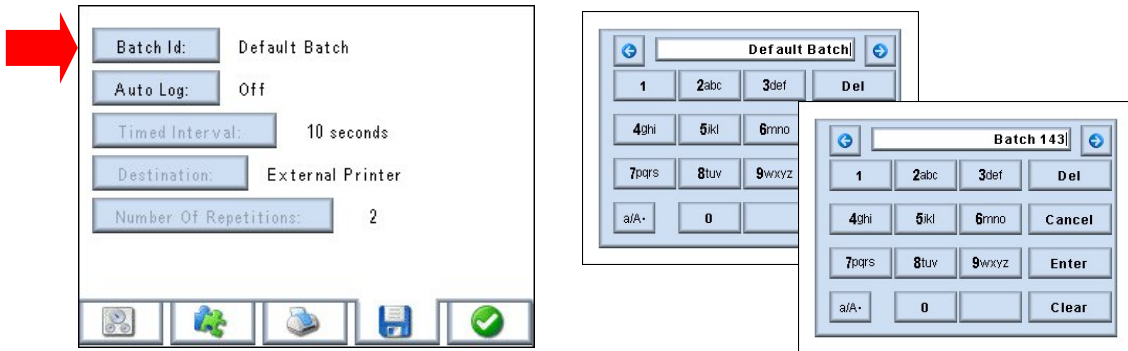 Batch Id: Default Batch
Auto Log: Off
Timed Interval: 10 seconds
Destination: External Printer
Number Of Repetitions: 2
Default Batch
1 2abc 3def Del
4ghi 5jkl 6mno
7pqrs 8tuv 9wxyz
a/A· 0
Batch 143
1 2abc 3def Del
4ghi 5jkl 6mno Cancel
7pqrs 8tuv 9wxyz Enter
a/A· 0 Clear